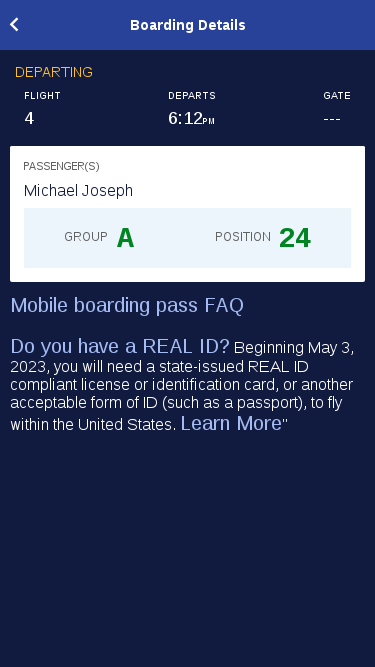 Boarding Details
DEPARTING
FLIGHT DEPARTS GATE
4 6:12PM ---
PASSENGER(S)
Michael Joseph
GROUP A POSITION 24
Mobile boarding pass FAQ
Do you have a REAL ID? Beginning May 3,
2023, you will need a state-issued REAL ID
compliant license or identification card, or another
acceptable form of ID (such as a passport), to fly
within the United States. Learn More"